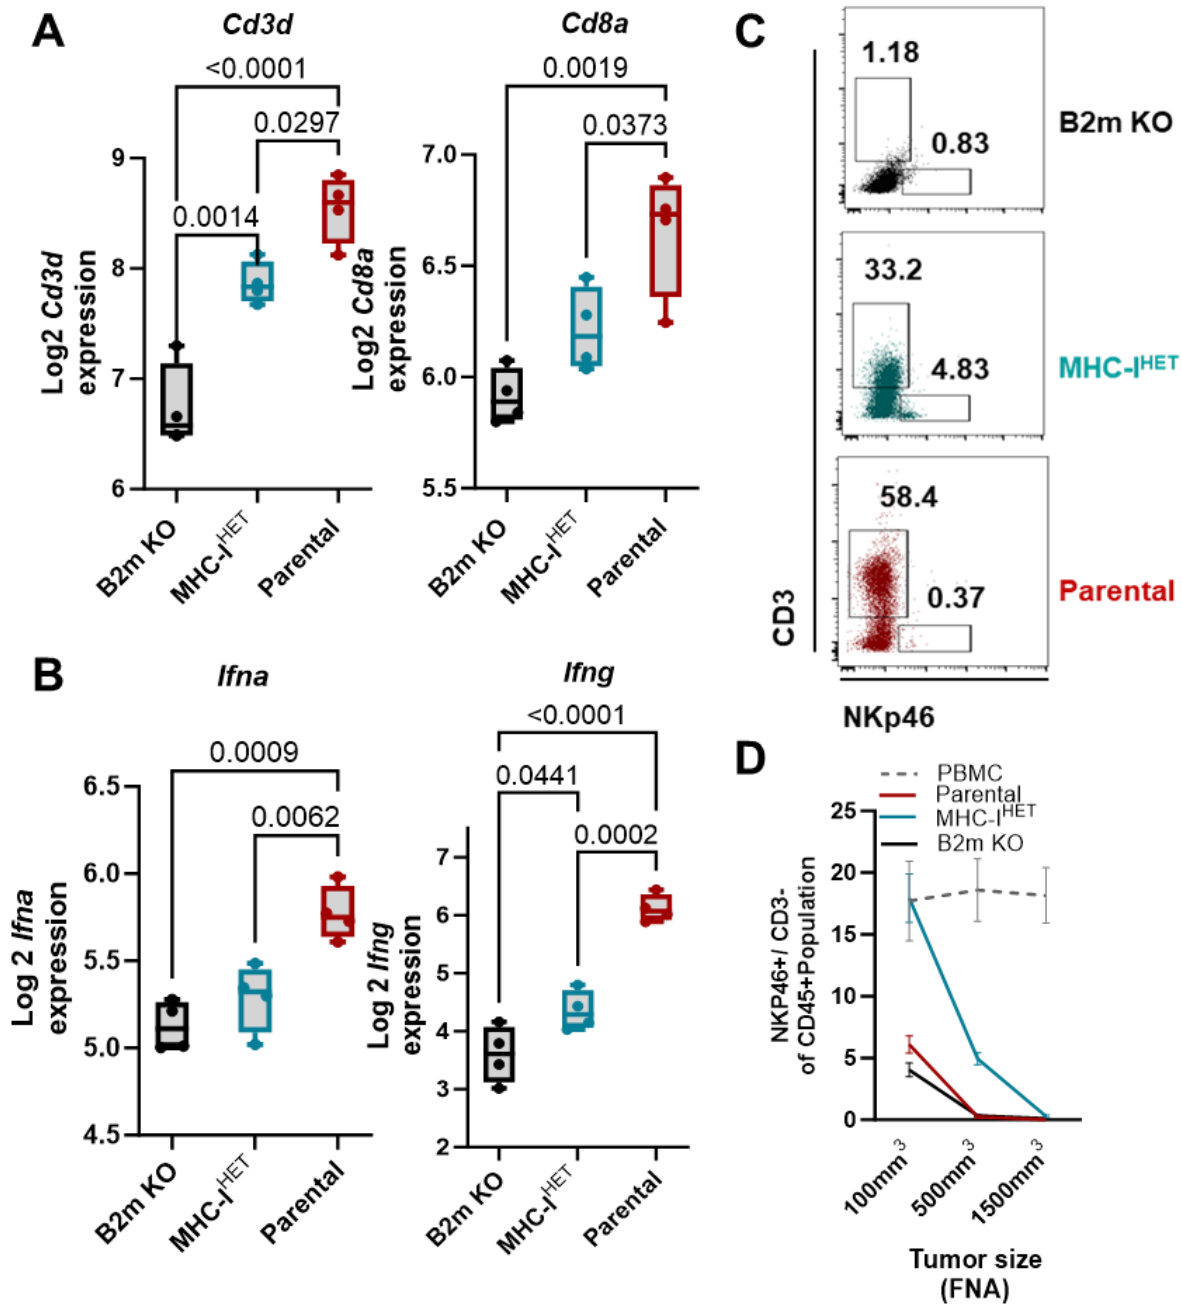 A
Cd3d
<0.0001
0.0297
0.0014
9
8
7
6
Log2 Cd3d
expression
B2m KO
MHC-I^HET
Parental
Cd8a
0.0019
0.0373
7.0
6.5
6.0
5.5
Log2 Cd8a
expression
B2m KO
MHC-I^HET
Parental
B
Ifna
0.0009
0.0062
6.5
6.0
5.5
5.0
4.5
Log 2 Ifna
expression
B2m KO
MHC-I^HET
Parental
Ifng
<0.0001
0.0441
0.0002
7
6
5
4
3
2
Log 2 Ifng
expression
B2m KO
MHC-I^HET
Parental
C
1.18
0.83
B2m KO
33.2
4.83
MHC-I^HET
58.4
0.37
Parental
CD3
NKp46
D
PBMC
Parental
MHC-I^HET
B2m KO
25
20
15
10
5
0
NKP46+/ CD3-
of CD45+Population
100mm³
500mm³
1500mm³
Tumor size
(FNA)